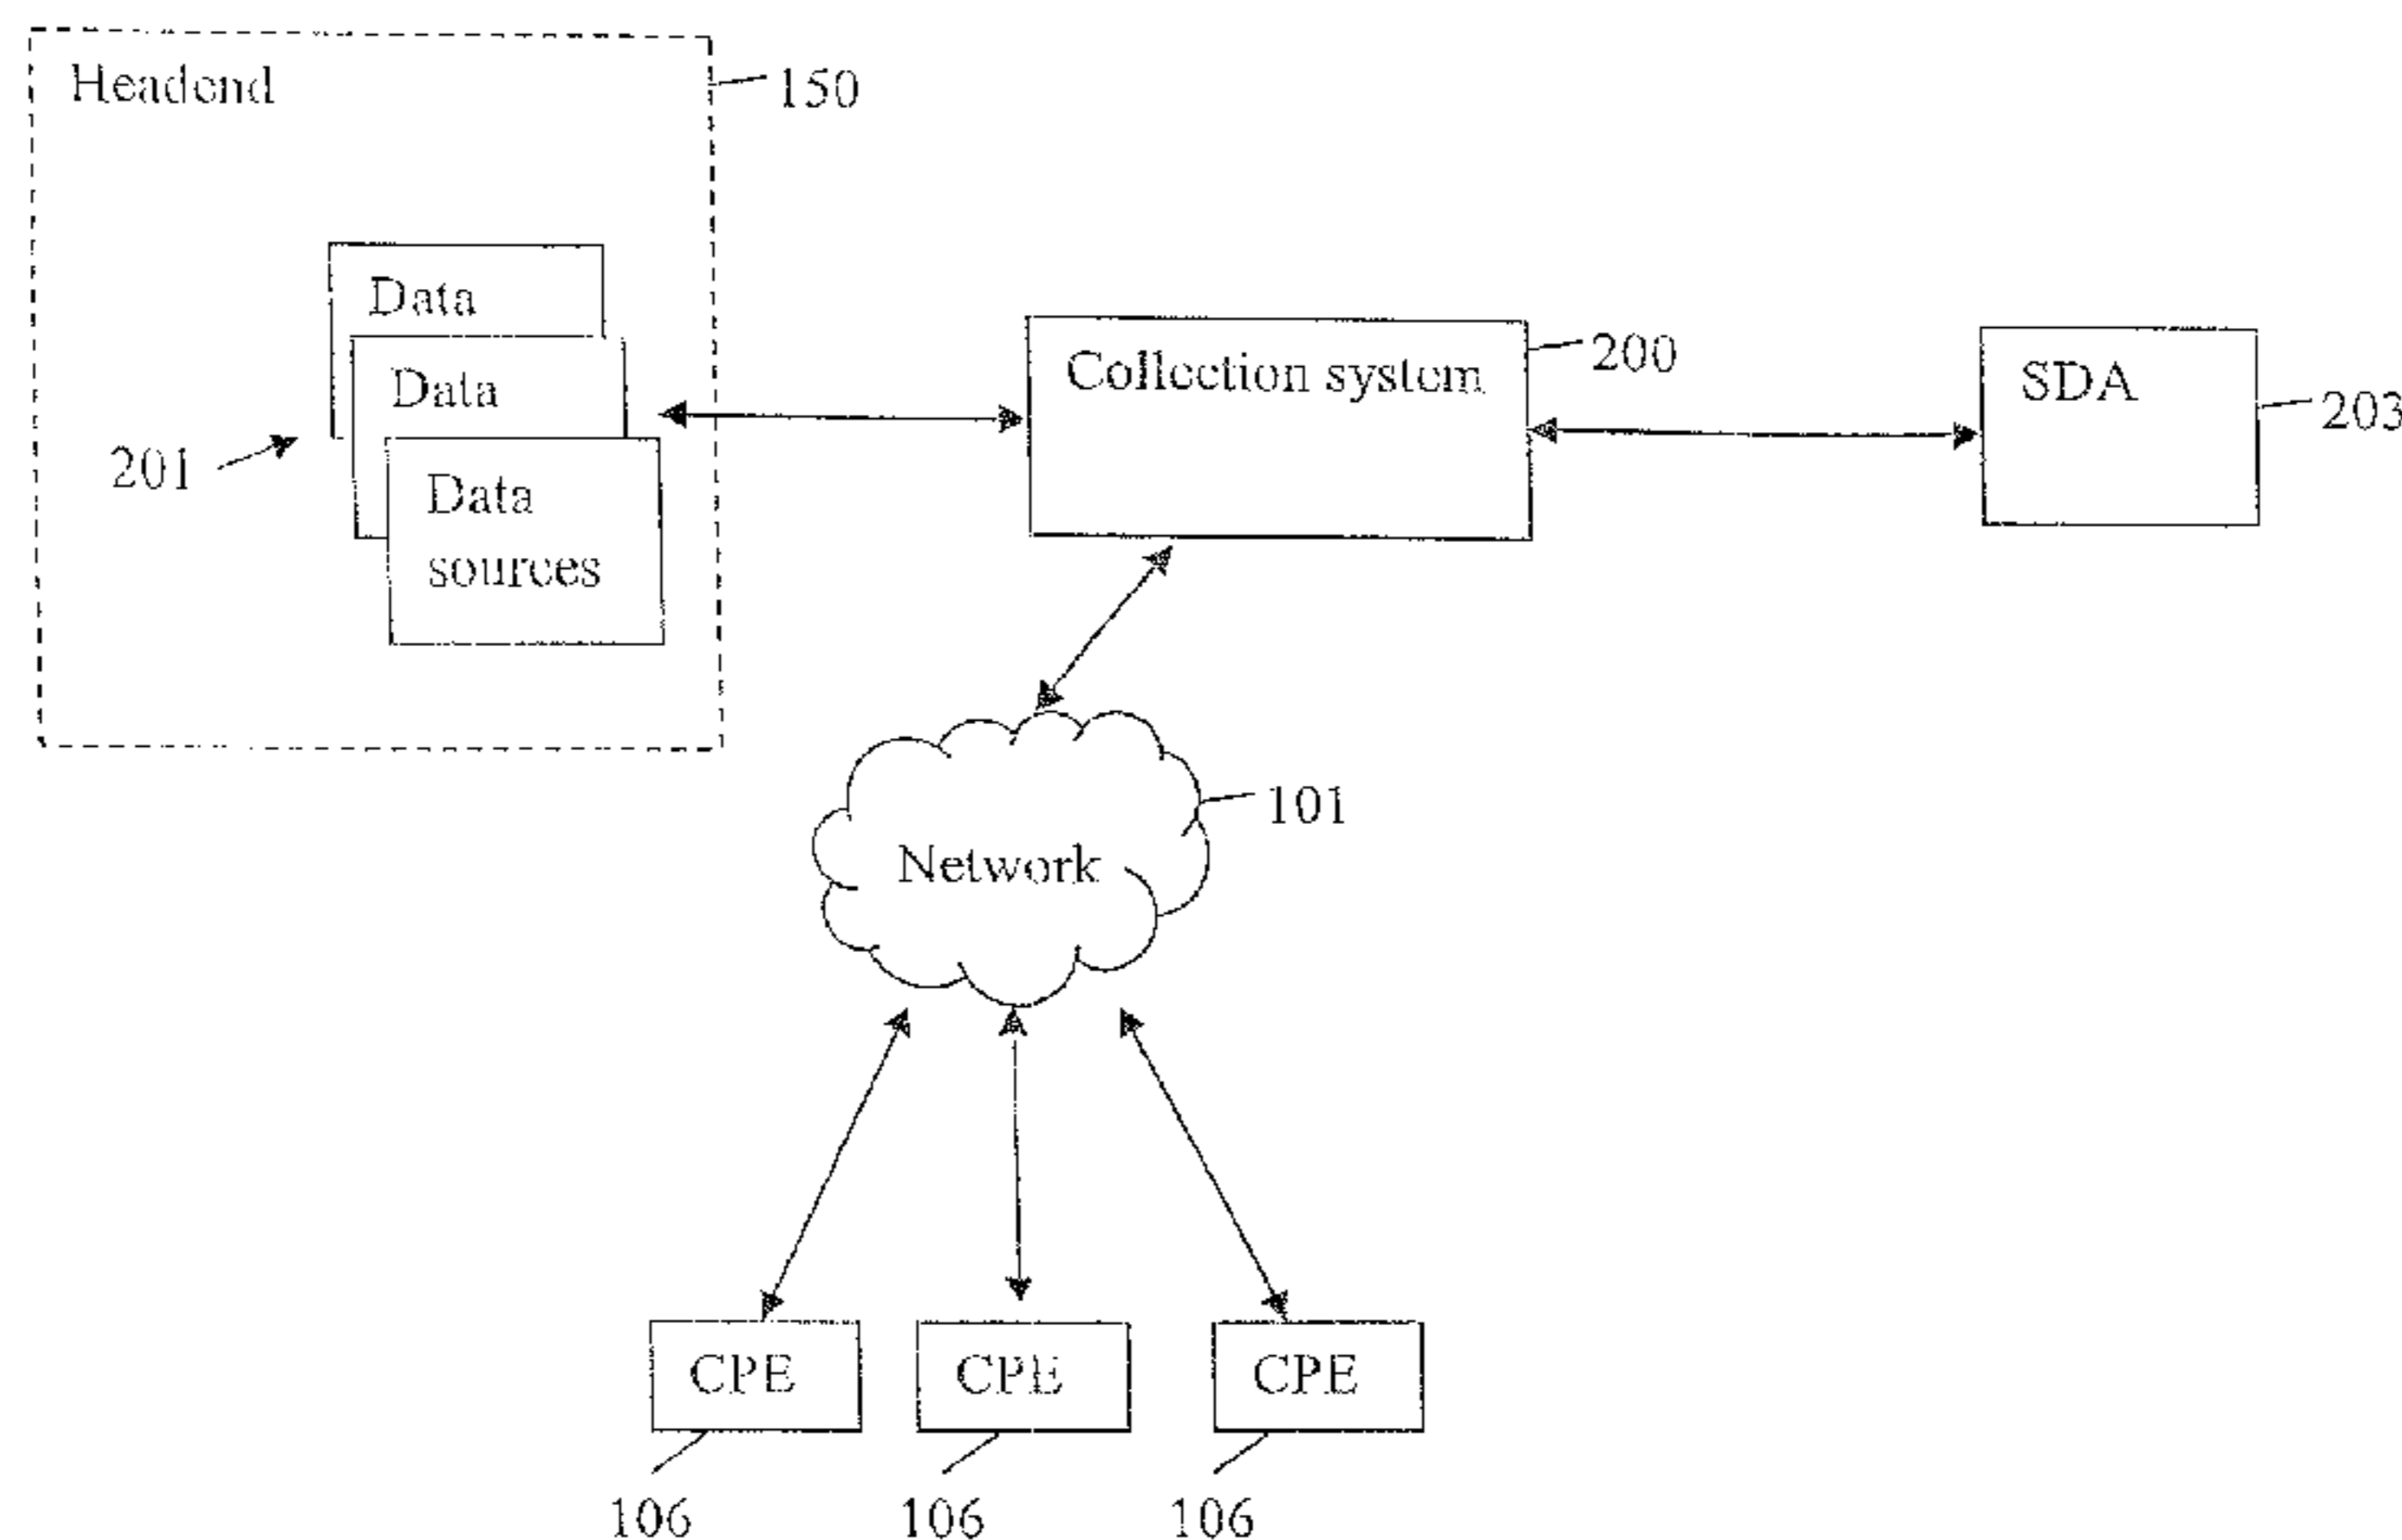 Headend
150
Data
Data
201
Data
sources
Collection system
200
SDA
203
101
Network
CPE
CPE
CPE
106
106
106